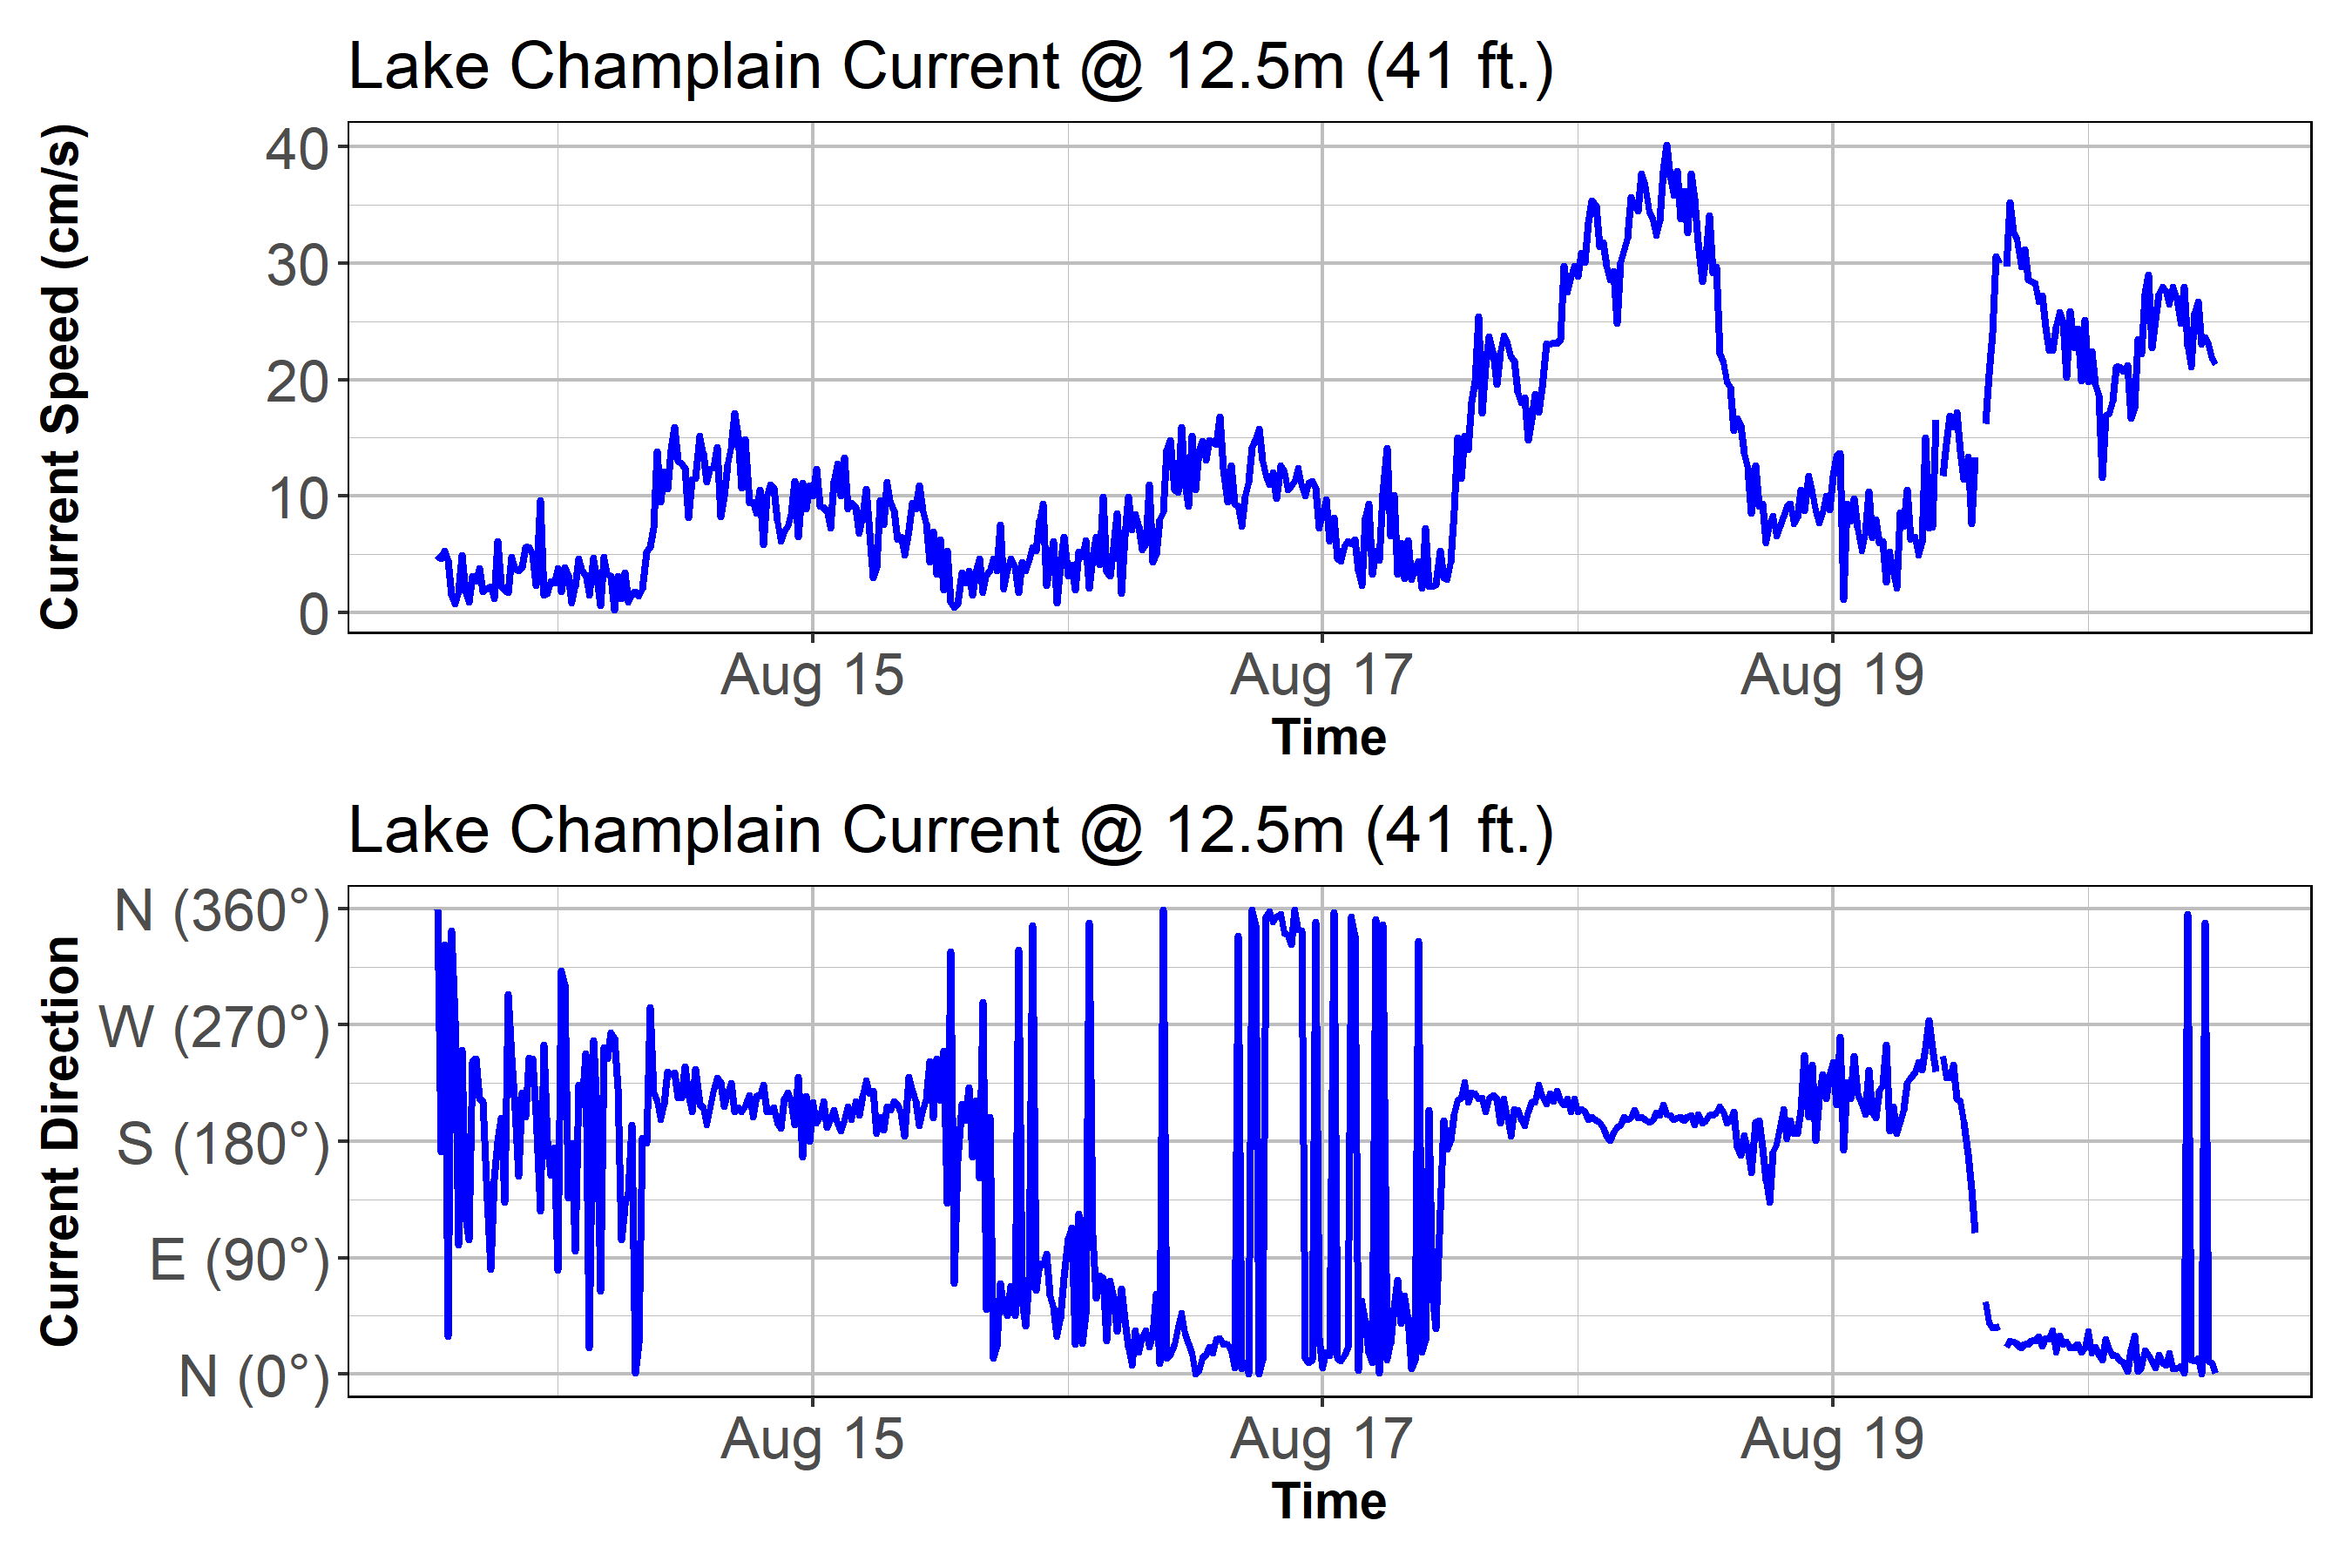 Lake Champlain Current @ 12.5m (41 ft.)
Current Speed (cm/s)
40
30
20
10
0
Aug 15 Aug 17 Aug 19
Time
Lake Champlain Current @ 12.5m (41 ft.)
Current Direction
N (360°)
W (270°)
S (180°)
E (90°)
N (0°)
Aug 15 Aug 17 Aug 19
Time